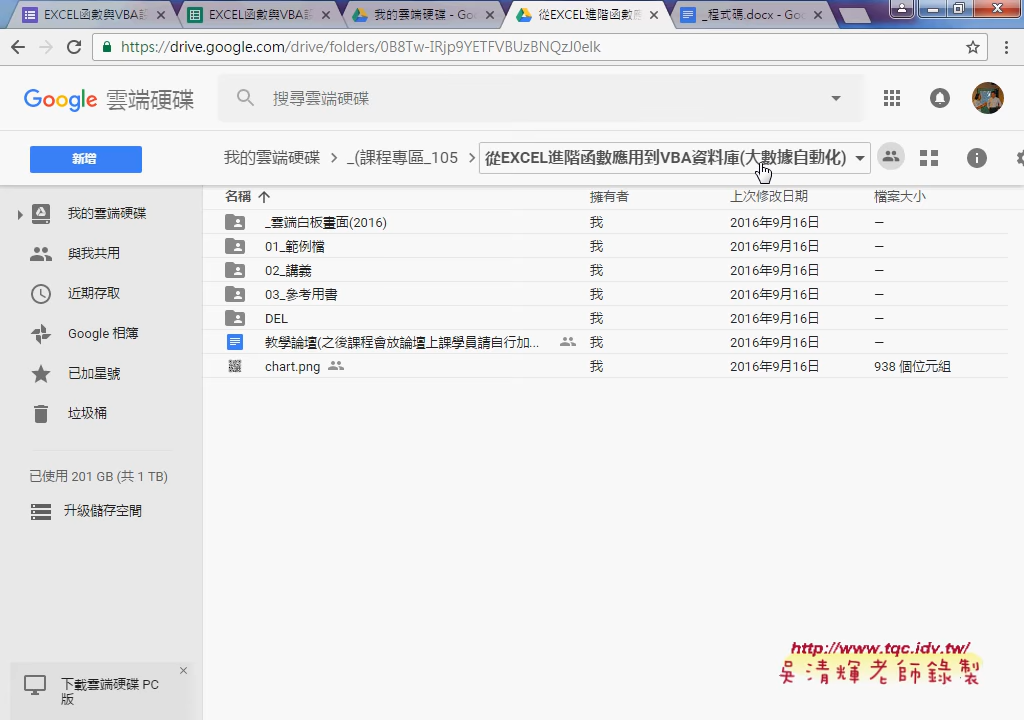 EXCEL函數與VBA
EXCEL函數與VBA
我的雲端硬碟 - Go
從EXCEL進階函數
_程式碼.docx - Goo
https://drive.google.com/drive/folders/0B8Tw-IRjp9YETFVBUzBNQzJ0elk
Google 雲端硬碟
搜尋雲端硬碟
新增
我的雲端硬碟 > _(課程專區_105 > 從EXCEL進階函數應用到VBA資料庫(大數據自動化)
名稱 擁有者 上次修改日期 檔案大小
我的雲端硬碟
與我共用
近期存取
Google 相簿
已加星號
垃圾桶
已使用 201 GB (共 1 TB)
升級儲存空間
_雲端白板畫面(2016) 我 2016年9月16日 –
01_範例檔 我 2016年9月16日 –
02_講義 我 2016年9月16日 –
03_參考用書 我 2016年9月16日 –
DEL 我 2016年9月16日 –
教學論壇(之後課程會放論壇上課學員請自行加... 我 2016年9月16日 –
chart.png 我 2016年9月16日 938 個位元組
下載雲端硬碟 PC
版
http://www.tqc.idv.tw/
吳清輝老師錄製